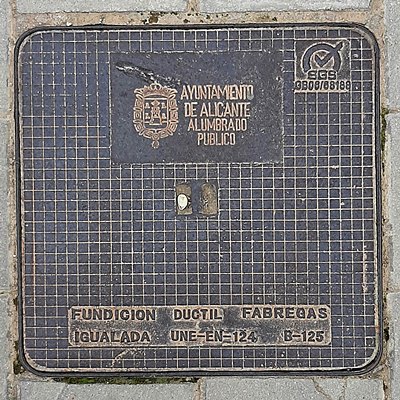 AYUNTAMIENTO
DE ALICANTE
ALUMBRADO
PUBLICO
SGS
FUNDICION DUCTIL FABREGAS
IGUALADA UNE-EN-124 B-125